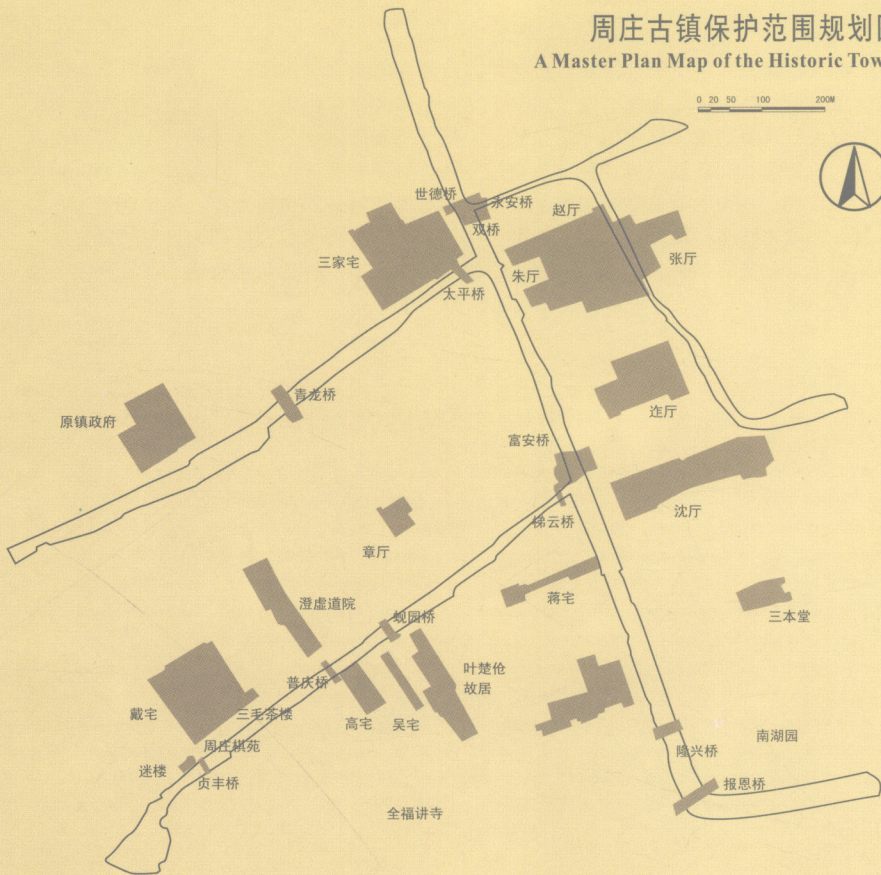 周庄古镇保护范围规划
A Master Plan Map of the Historic Tow
0 20 50 100 200M
世德桥
永安桥
双桥
赵厅
三家宅
朱厅
张厅
太平桥
青龙桥
原镇政府
迮厅
富安桥
沈厅
梯云桥
章厅
蒋宅
澄虚道院
三本堂
蚬园桥
叶楚伧
故居
普庆桥
戴宅
三毛茶楼
高宅
吴宅
周庄棋苑
南湖园
隆兴桥
迷楼
贞丰桥
报恩桥
全福讲寺